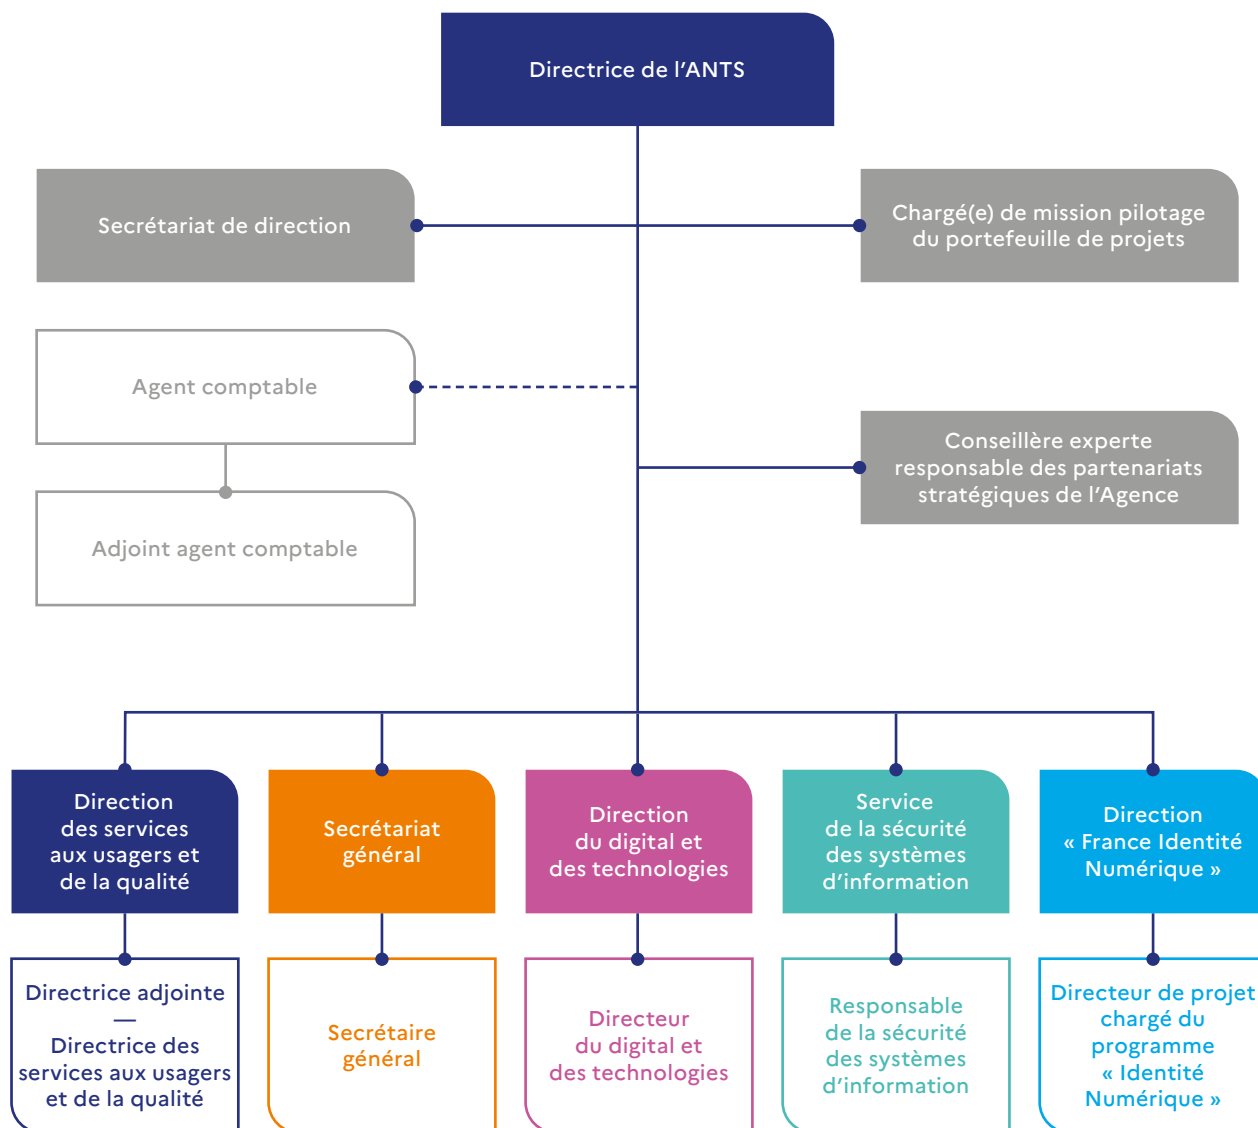 Directrice de l’ANTS
Secrétariat de direction
Chargé(e) de mission pilotage
du portefeuille de projets
Agent comptable
Conseillère experte
responsable des partenariats
stratégiques de l’Agence
Adjoint agent comptable
Direction
des services
aux usagers et
de la qualité
Secrétariat
général
Direction
du digital et
des technologies
Service
de la sécurité
des systèmes
d’information
Direction
« France Identité
Numérique »
Directrice adjointe
—
Directrice des
services aux usagers
et de la qualité
Secrétaire
général
Directeur
du digital et
des technologies
Responsable
de la sécurité
des systèmes
d’information
Directeur de projet
chargé du
programme
« Identité
Numérique »